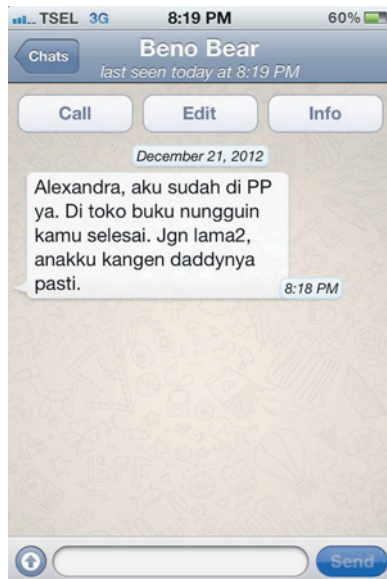 TSEL 3G 8:19 PM 60%
Chats Beno Bear
last seen today at 8:19 PM
Call Edit Info
December 21, 2012
Alexandra, aku sudah di PP
ya. Di toko buku nungguin
kamu selesai. Jgn lama2,
anakku kangen daddynya
pasti.
8:18 PM
Send